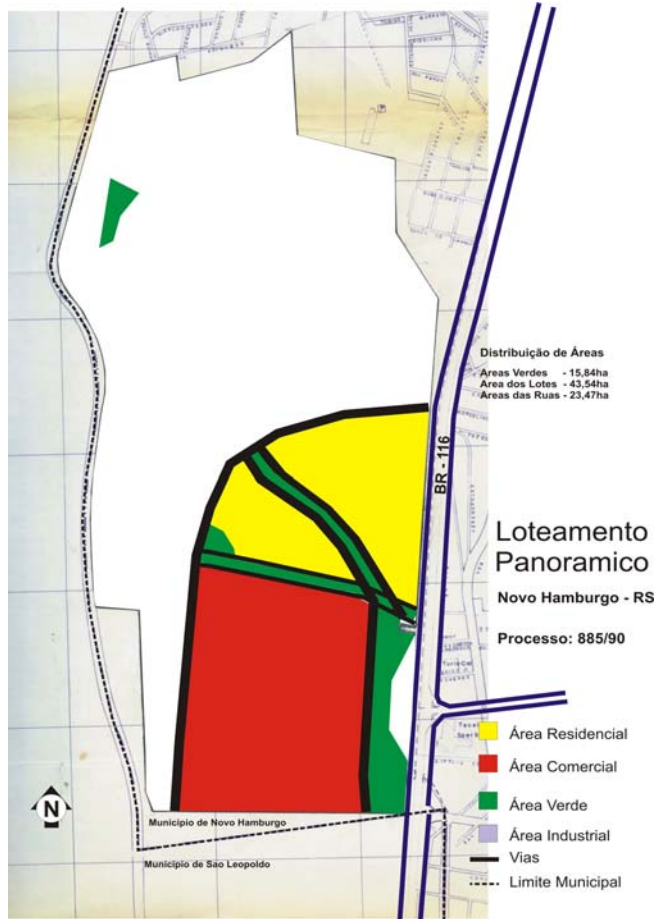 Distribuição de Áreas
Areas Verdes - 15,84ha
Area dos Lotes - 43,54ha
Areas das Ruas - 23,47ha
BR - 116
Loteamento
Panoramico
Novo Hamburgo - RS
Processo: 885/90
Área Residencial
Área Comercial
Área Verde
Área Industrial
Vias
Limite Municipal
N
Municipio de Novo Hamburgo
Municipio de Sao Leopoldo